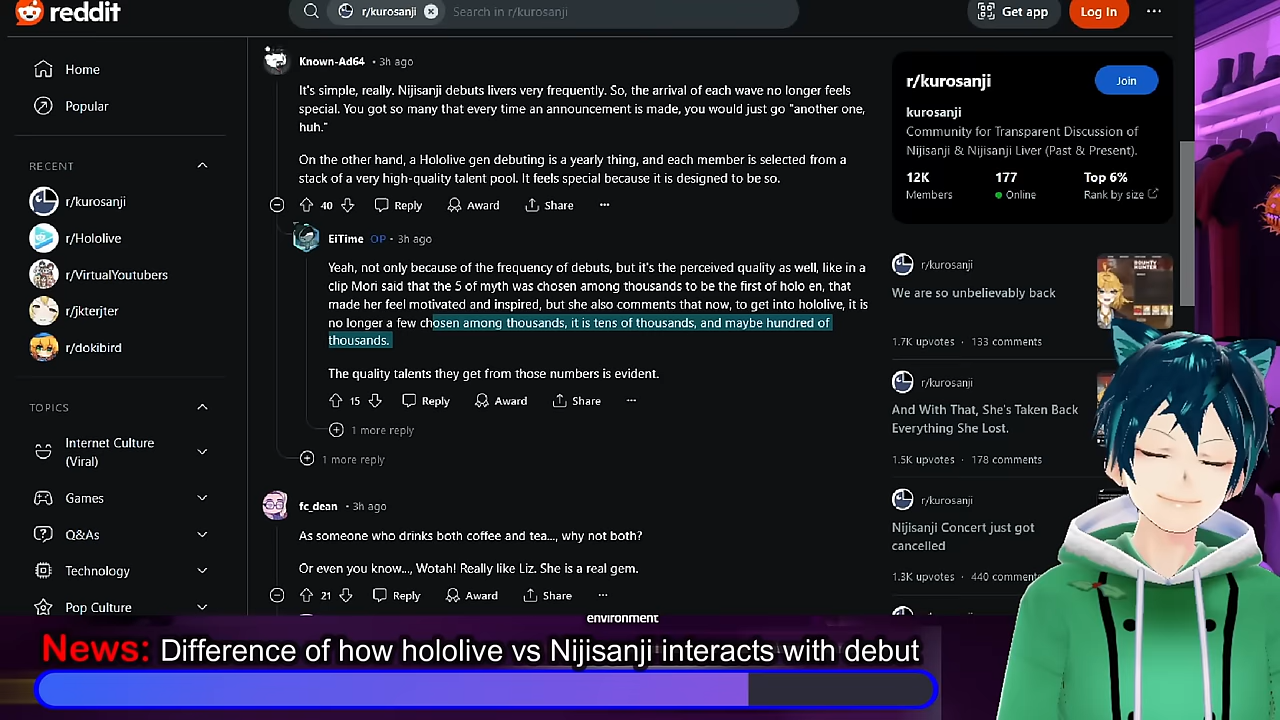 reddit
r/kurosanji
Search in r/kurosanji
Get app
Log In
Home
Popular
RECENT
r/kurosanji
r/Hololive
r/VirtualYoutubers
r/jkterjter
r/dokibird
TOPICS
Internet Culture
(Viral)
Games
Q&As
Technology
Pop Culture
Known-Ad64 • 3h ago
It's simple, really. Nijisanji debuts livers very frequently. So, the arrival of each wave no longer feels
special. You got so many that every time an announcement is made, you would just go "another one,
huh."
On the other hand, a Hololive gen debuting is a yearly thing, and each member is selected from a
stack of a very high-quality talent pool. It feels special because it is designed to be so.
40 Reply Award Share
EiTime OP • 3h ago
Yeah, not only because of the frequency of debuts, but it's the perceived quality as well, like in a
clip Mori said that the 5 of myth was chosen among thousands to be the first of holo en, that
made her feel motivated and inspired, but she also comments that now, to get into hololive, it is
no longer a few chosen among thousands, it is tens of thousands, and maybe hundred of
thousands.
The quality talents they get from those numbers is evident.
15 Reply Award Share
1 more reply
1 more reply
fc_dean • 3h ago
As someone who drinks both coffee and tea..., why not both?
Or even you know..., Wotah! Really like Liz. She is a real gem.
21 Reply Award Share
r/kurosanji
Join
kurosanji
Community for Transparent Discussion of
Nijisanji & Nijisanji Liver (Past & Present).
12K 177 Top 6%
Members Online Rank by size
r/kurosanji
We are so unbelievably back
1.7K upvotes • 133 comments
r/kurosanji
And With That, She's Taken Back
Everything She Lost.
1.5K upvotes • 178 comments
r/kurosanji
Nijisanji Concert just got
cancelled
1.3K upvotes • 440 comments
environment
News: Difference of how hololive vs Nijisanji interacts with debut